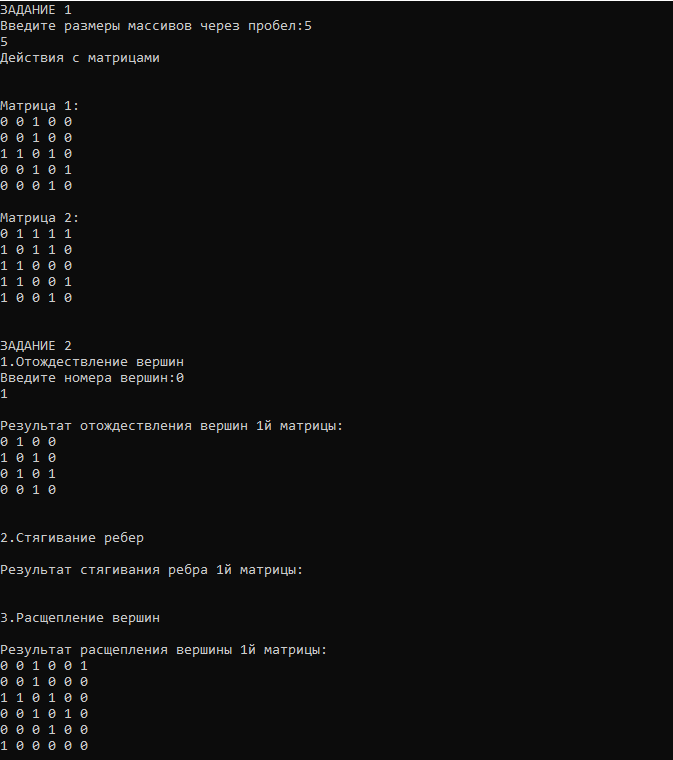 ЗАДАНИЕ 1
Введите размеры массивов через пробел:5
5
Действия с матрицами
Матрица 1:
0 0 1 0 0
0 0 1 0 0
1 1 0 1 0
0 0 1 0 1
0 0 0 1 0
Матрица 2:
0 1 1 1 1
1 0 1 1 0
1 1 0 0 0
1 1 0 0 1
1 0 0 1 0
ЗАДАНИЕ 2
1.Отождествление вершин
Введите номера вершин:0
1
Результат отождествления вершин 1й матрицы:
0 1 0 0
1 0 1 0
0 1 0 1
0 0 1 0
2.Стягивание ребер
Результат стягивания ребра 1й матрицы:
3.Расщепление вершин
Результат расщепления вершины 1й матрицы:
0 0 1 0 0 1
0 0 1 0 0 0
1 1 0 1 0 0
0 0 1 0 1 0
0 0 0 1 0 0
1 0 0 0 0 0